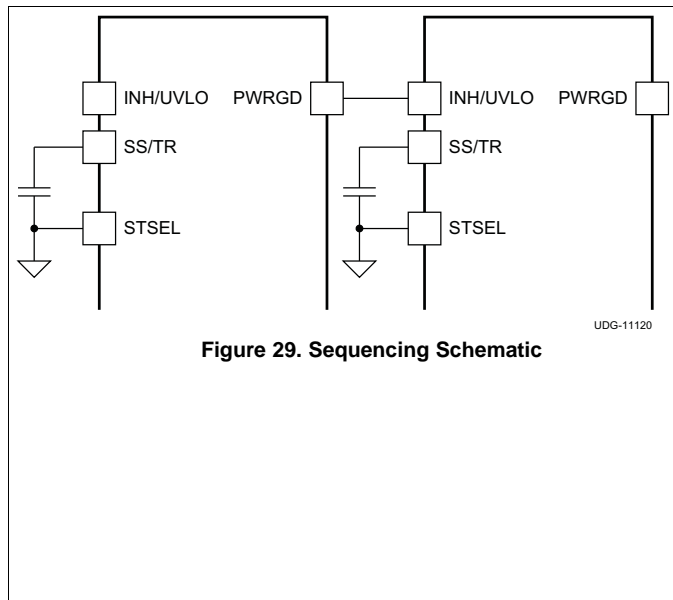 INH/UVLO PWRGD INH/UVLO PWRGD
SS/TR SS/TR
STSEL STSEL
UDG-11120
Figure 29. Sequencing Schematic